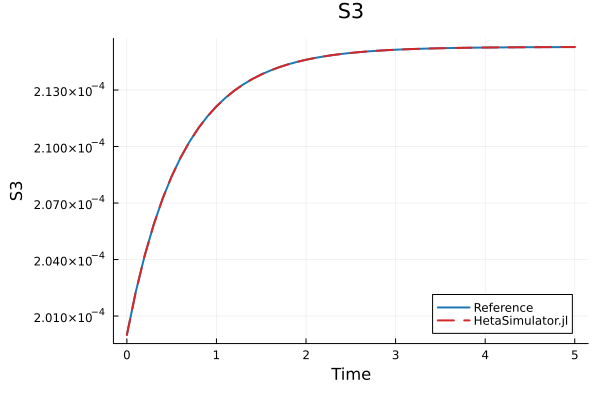 S3
2.130×10⁻⁴
2.100×10⁻⁴
2.070×10⁻⁴
2.040×10⁻⁴
2.010×10⁻⁴
S3
Reference
HetaSimulator.jl
0 1 2 3 4 5
Time